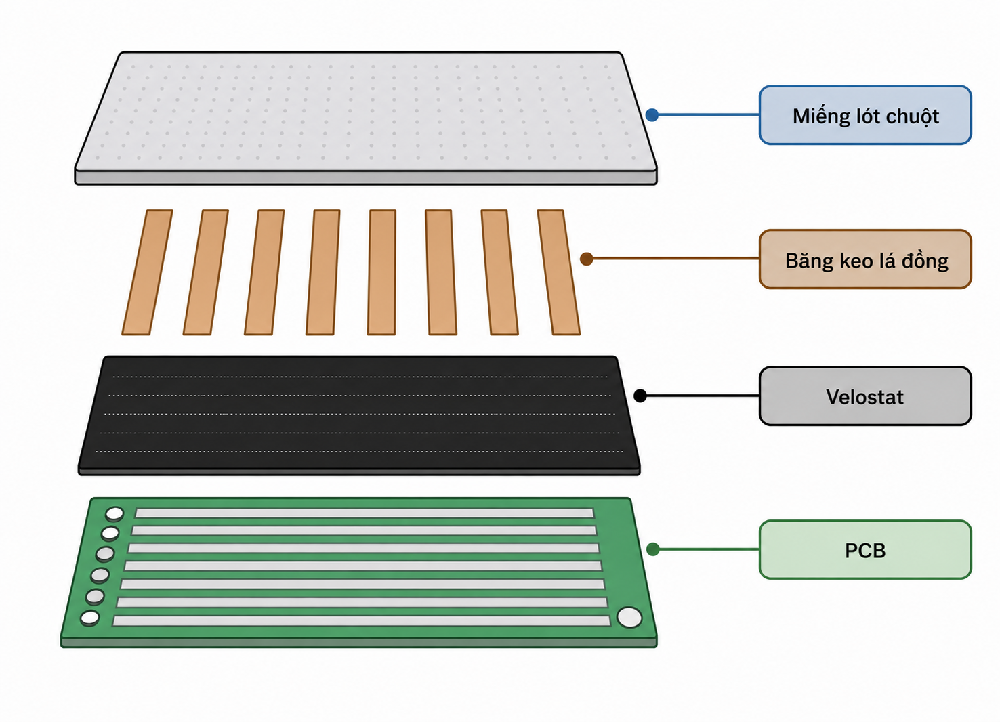 Miếng lót chuột
Băng keo lá đồng
Velostat
PCB